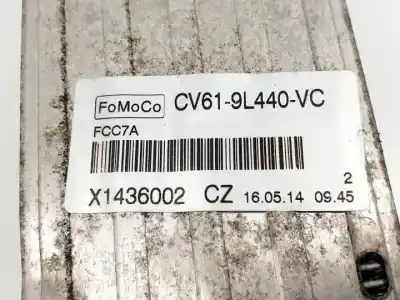 FoMoCo CV61-9L440-VC
FCC7A
2
X1436002 CZ 16.05.14 09.45